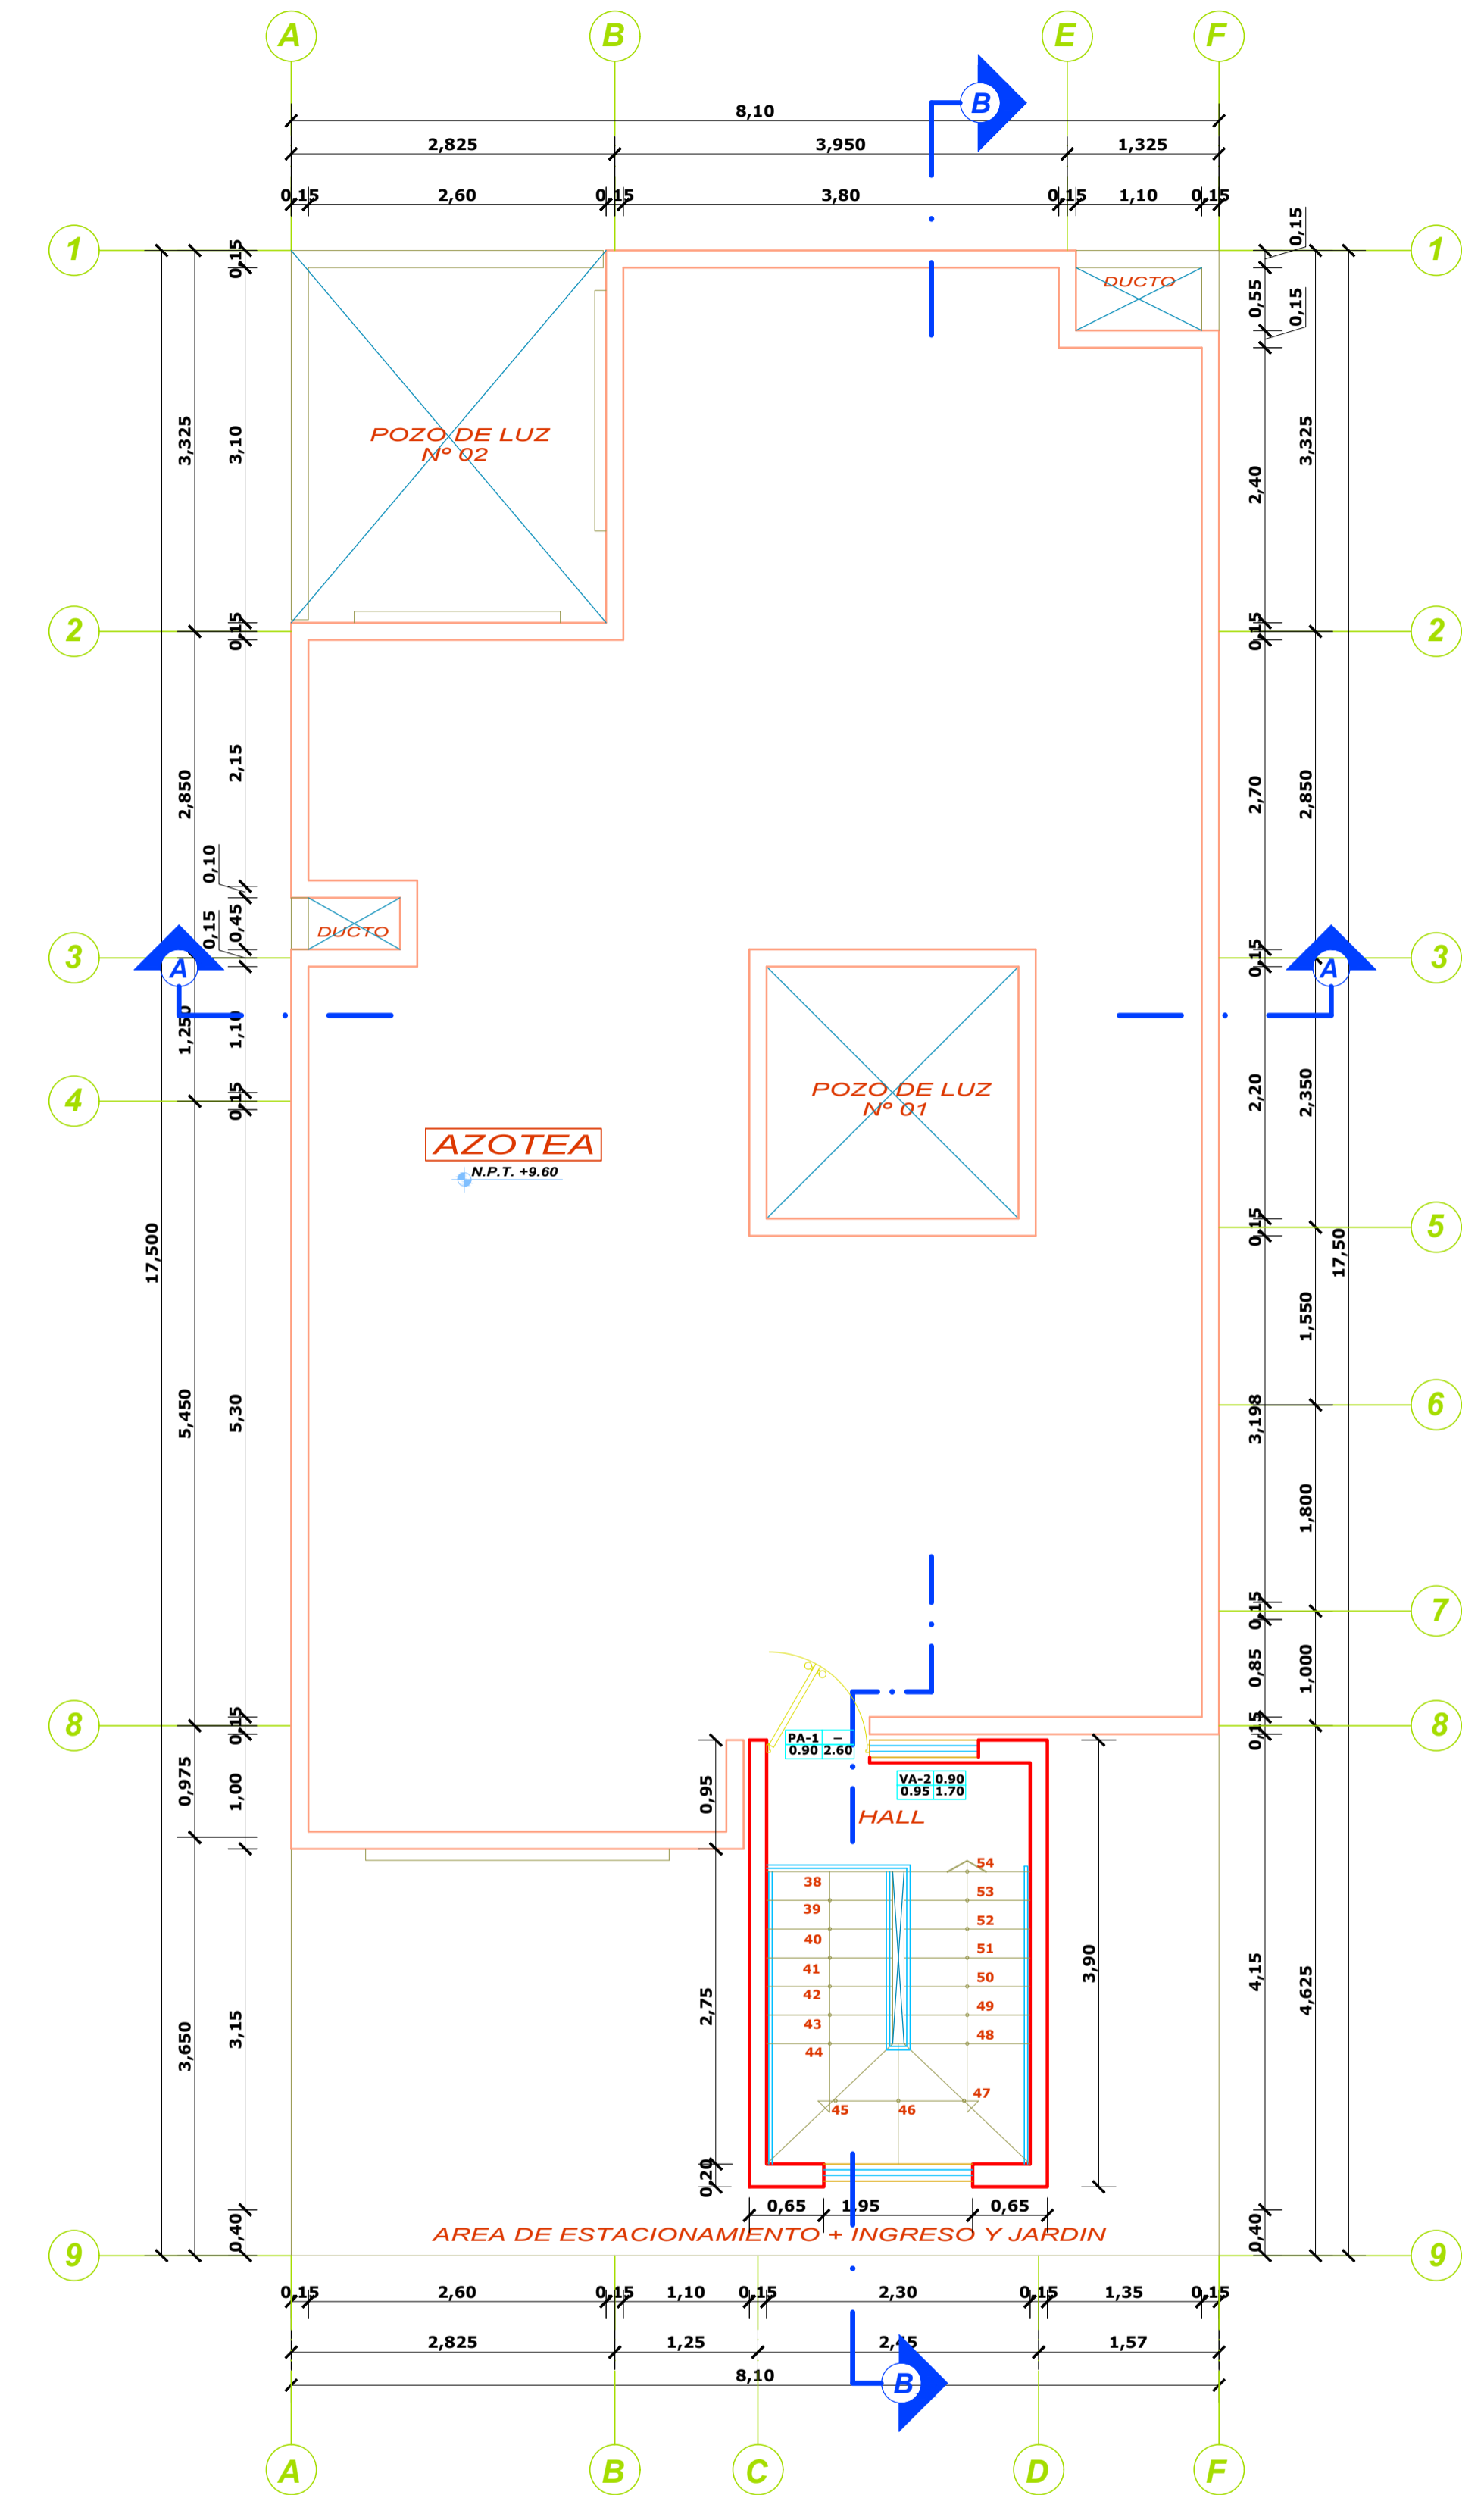 A B E F
B
8,10
2,825 3,950 1,325
0,15 2,60 0,15 3,80 0,15 1,10 0,15
1 1
0,15 0,15
DUCTO
0,55 0,15
3,325 3,10 2,40 3,325
POZO DE LUZ
Nº 02
2 2
0,15 0,15
2,850 2,15 2,70 2,850
0,10
0,15 0,45
DUCTO
3 3
0,15
A A
1,250 1,10
POZO DE LUZ
Nº 01
2,20 2,350
4
0,15
AZOTEA
N.P.T. +9.60
5
0,15
17,500 17,50
1,550
5,450 5,30
6
3,198
1,800
7
0,15
0,85 1,000
8 8
0,15 0,15
PA-1 —
0.90 2.60
VA-2 0.90
0.95 1.70
0,975 1,00 0,95
HALL
38 54
39 53
40 52
41 51
42 50
43 49
44 48
45 46 47
3,90
2,75
4,15 4,625
3,650 3,15
0,20
0,65 1,95 0,65
AREA DE ESTACIONAMIENTO + INGRESO Y JARDIN
0,40 0,40
9 9
0,15 2,60 0,15 1,10 0,15 2,30 0,15 1,35 0,15
2,825 1,25 2,45 1,57
8,10
B
A B C D F